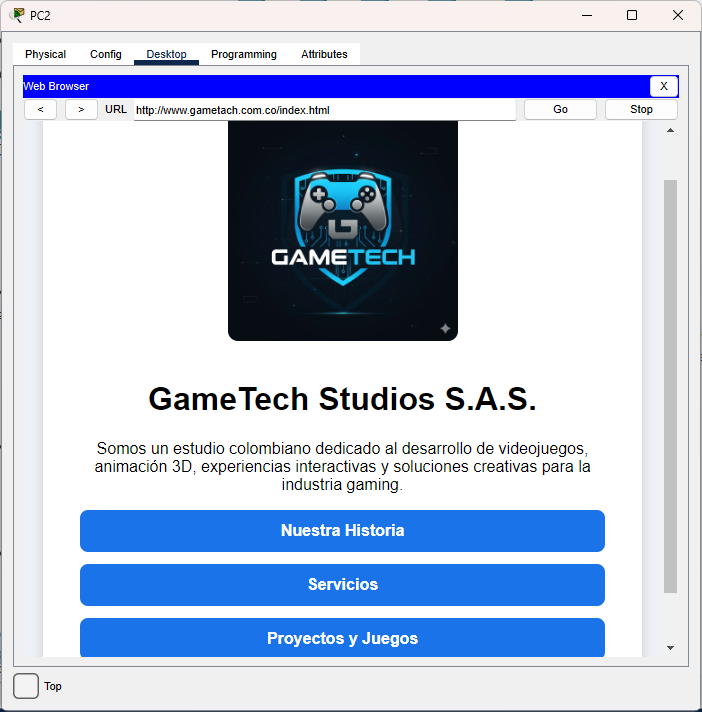 PC2
Physical Config Desktop Programming Attributes
Web Browser X
< > URL http://www.gametach.com.co/index.html Go Stop
G
GAMETECH
GameTech Studios S.A.S.
Somos un estudio colombiano dedicado al desarrollo de videojuegos,
animación 3D, experiencias interactivas y soluciones creativas para la
industria gaming.
Nuestra Historia
Servicios
Proyectos y Juegos
Top